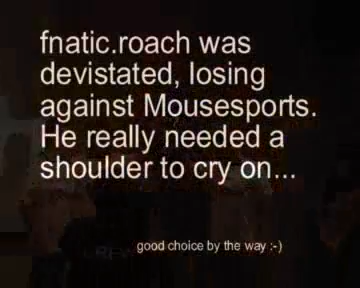 fnatic.roach was
devistated, losing
against Mousesports.
He really needed a
shoulder to cry on...
good choice by the way :-)